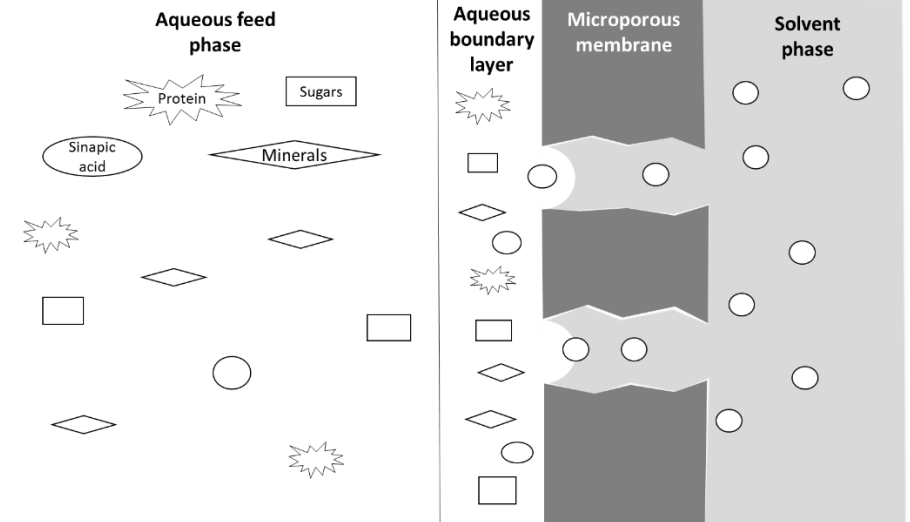 Aqueous feed
phase
Protein
Sugars
Sinapic
acid
Minerals
Aqueous
boundary
layer
Microporous
membrane
Solvent
phase